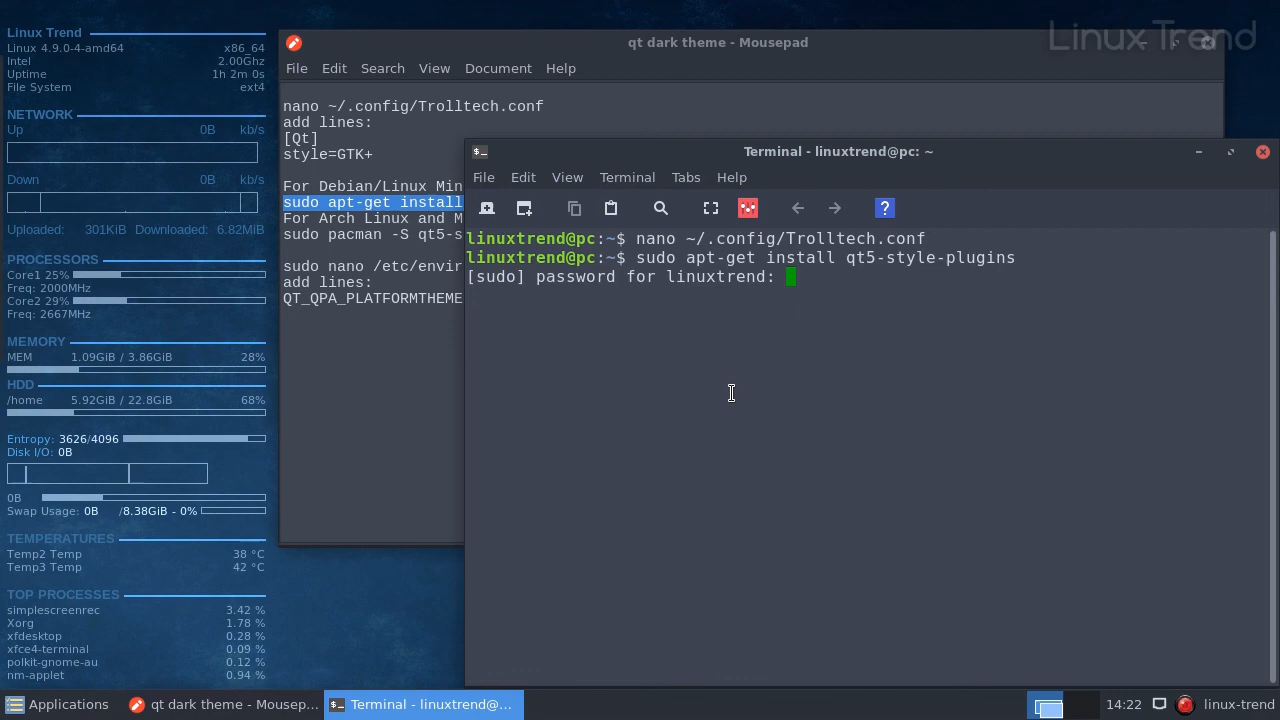 Linux Trend
Linux 4.9.0-4-amd64 x86_64
Intel 2.00Ghz
Uptime 1h 2m 0s
File System ext4
NETWORK
Up 0B kb/s
Down 0B kb/s
Uploaded: 301KiB Downloaded: 6.82MiB
PROCESSORS
Core1 25%
Freq: 2000MHz
Core2 29%
Freq: 2667MHz
MEMORY
MEM 1.09GiB / 3.86GiB 28%
HDD
/home 5.92GiB / 22.8GiB 68%
Entropy: 3626/4096
Disk I/O: 0B
0B
Swap Usage: 0B /8.38GiB - 0%
TEMPERATURES
Temp2 Temp 38 °C
Temp3 Temp 42 °C
TOP PROCESSES
simplescreenrec 3.42 %
Xorg 1.78 %
xfdesktop 0.28 %
xfce4-terminal 0.09 %
polkit-gnome-au 0.12 %
nm-applet 0.94 %
qt dark theme - Mousepad
Linux Trend
File Edit Search View Document Help
nano ~/.config/Trolltech.conf
add lines:
[Qt]
style=GTK+
For Debian/Linux Min
sudo apt-get install
For Arch Linux and M
sudo pacman -S qt5-s
sudo nano /etc/envir
add lines:
QT_QPA_PLATFORMTHEME
Terminal - linuxtrend@pc: ~
File Edit View Terminal Tabs Help
linuxtrend@pc:~$ nano ~/.config/Trolltech.conf
linuxtrend@pc:~$ sudo apt-get install qt5-style-plugins
[sudo] password for linuxtrend:
Applications qt dark theme - Mousep... Terminal - linuxtrend@... 14:22 linux-trend